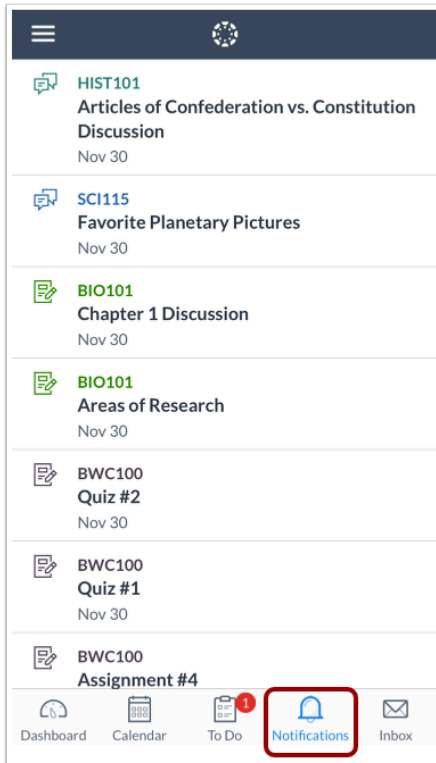 HIST101
Articles of Confederation vs. Constitution
Discussion
Nov 30
SCI115
Favorite Planetary Pictures
Nov 30
BIO101
Chapter 1 Discussion
Nov 30
BIO101
Areas of Research
Nov 30
BWC100
Quiz #2
Nov 30
BWC100
Quiz #1
Nov 30
BWC100
Assignment #4
1
Dashboard Calendar To Do Notifications Inbox